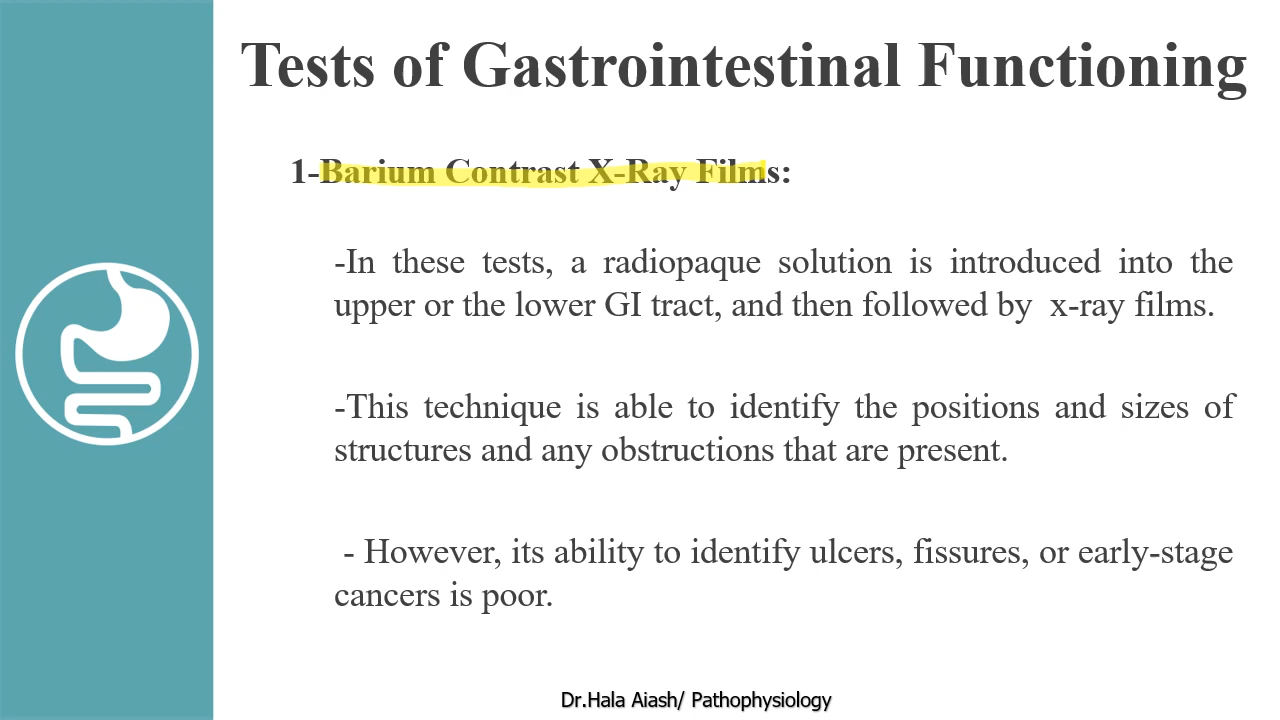 Tests of Gastrointestinal Functioning
1-Barium Contrast X-Ray Films:
-In these tests, a radiopaque solution is introduced into the
upper or the lower GI tract, and then followed by x-ray films.
-This technique is able to identify the positions and sizes of
structures and any obstructions that are present.
- However, its ability to identify ulcers, fissures, or early-stage
cancers is poor.
Dr.Hala Aiash/ Pathophysiology